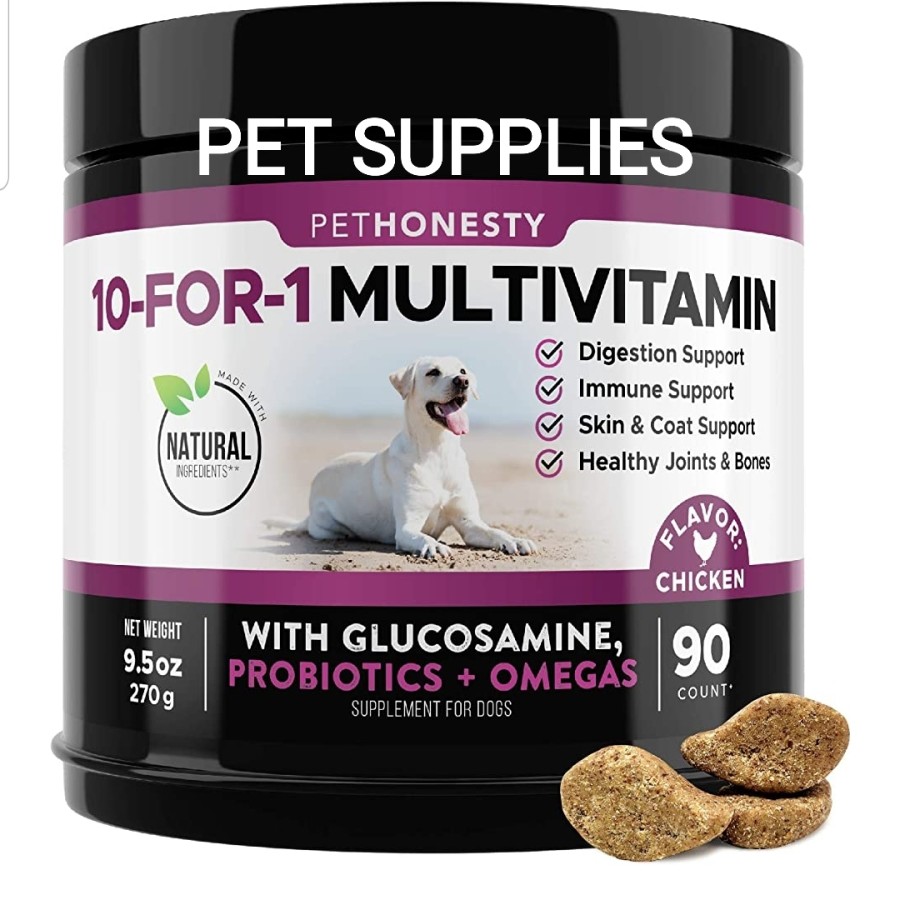 PET SUPPLIES
PETHONESTY
10-FOR-1 MULTIVITAMIN
Digestion Support
Immune Support
Skin & Coat Support
Healthy Joints & Bones
MADE WITH
NATURAL
INGREDIENTS**
FLAVOR:
CHICKEN
NET WEIGHT
9.5oz
270g
WITH GLUCOSAMINE,
PROBIOTICS + OMEGAS
SUPPLEMENT FOR DOGS
90
COUNT*